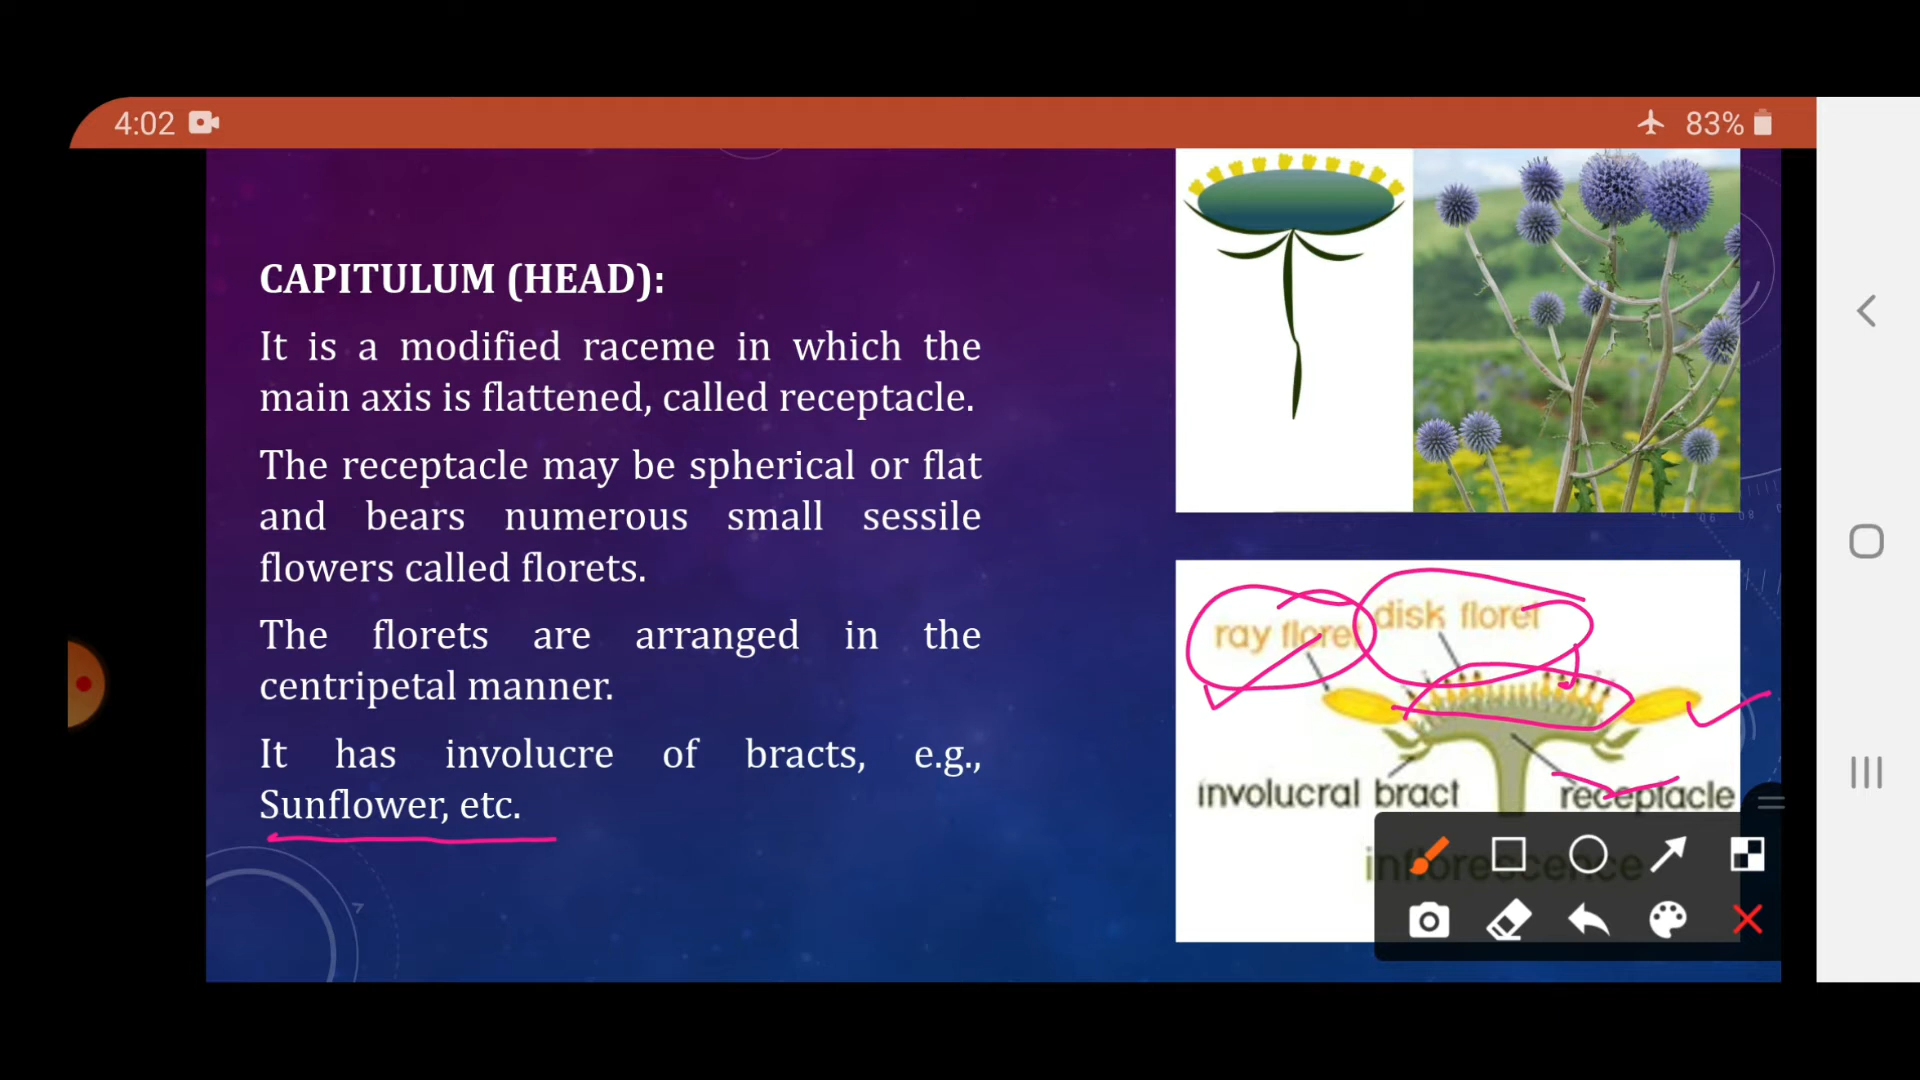 4:02
83%
CAPITULUM (HEAD):
It is a modified raceme in which the
main axis is flattened, called receptacle.
The receptacle may be spherical or flat
and bears numerous small sessile
flowers called florets.
The florets are arranged in the
centripetal manner.
It has involucre of bracts, e.g.,
Sunflower, etc.
disk floret
ray floret
involucral bract
receptacle
inflorescence